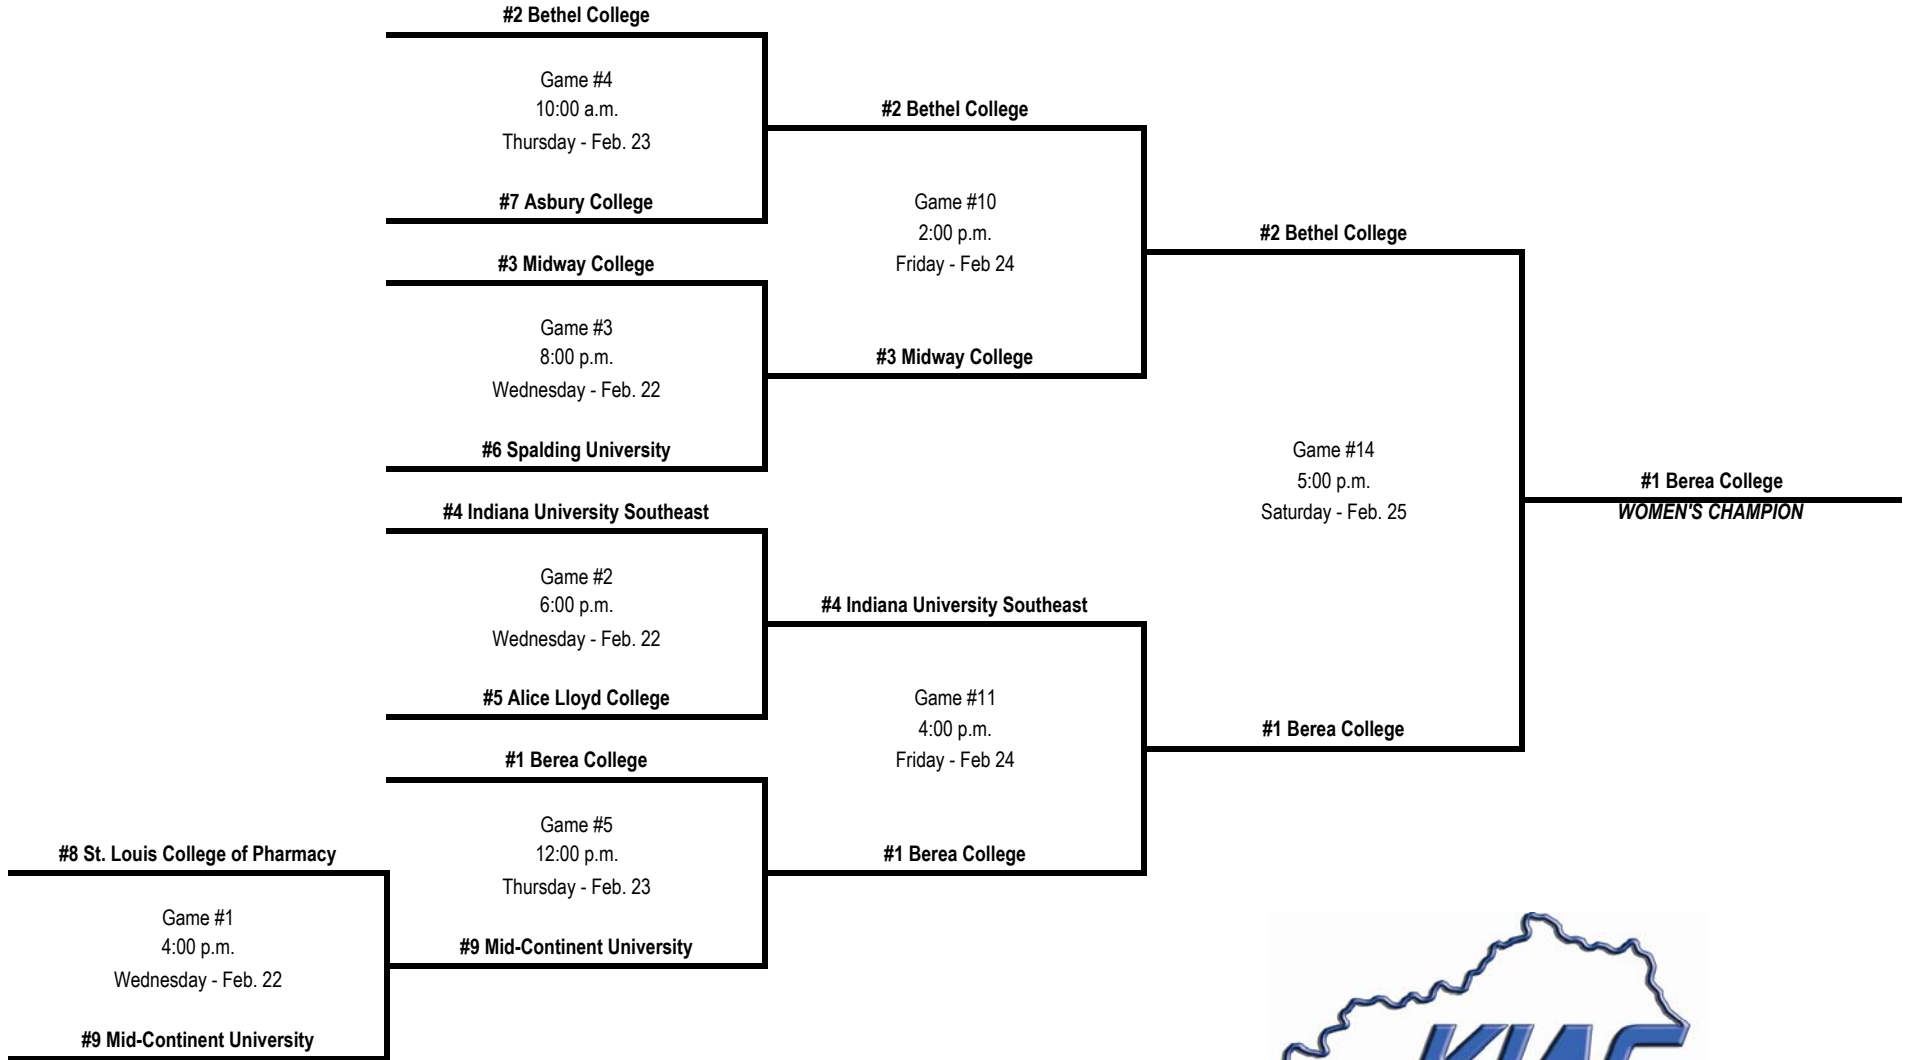 #2 Bethel College
Game #4
10:00 a.m.
Thursday - Feb. 23
#7 Asbury College
#3 Midway College
Game #3
8:00 p.m.
Wednesday - Feb. 22
#6 Spalding University
#4 Indiana University Southeast
Game #2
6:00 p.m.
Wednesday - Feb. 22
#5 Alice Lloyd College
#1 Berea College
Game #5
12:00 p.m.
Thursday - Feb. 23
#9 Mid-Continent University
#8 St. Louis College of Pharmacy
Game #1
4:00 p.m.
Wednesday - Feb. 22
#9 Mid-Continent University
#2 Bethel College
Game #10
2:00 p.m.
Friday - Feb 24
#3 Midway College
#4 Indiana University Southeast
Game #11
4:00 p.m.
Friday - Feb 24
#1 Berea College
#2 Bethel College
Game #14
5:00 p.m.
Saturday - Feb. 25
#1 Berea College
#1 Berea College
WOMEN'S CHAMPION
KIAC